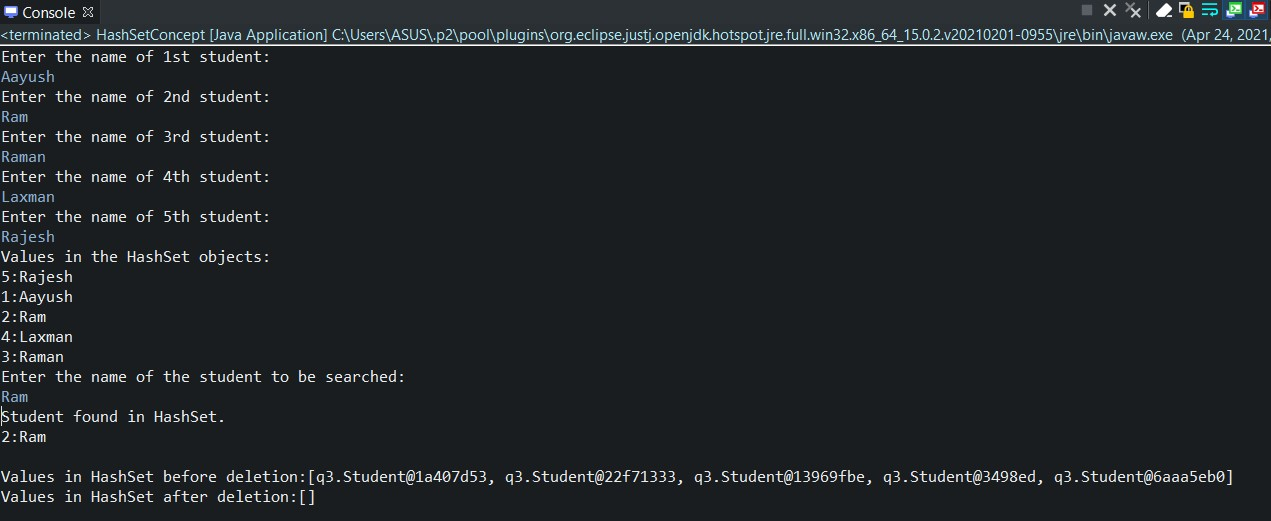 Console
<terminated> HashSetConcept [Java Application] C:\Users\ASUS\.p2\pool\plugins\org.eclipse.justj.openjdk.hotspot.jre.full.win32.x86_64_15.0.2.v20210201-0955\jre\bin\javaw.exe (Apr 24, 2021,
Enter the name of 1st student:
Aayush
Enter the name of 2nd student:
Ram
Enter the name of 3rd student:
Raman
Enter the name of 4th student:
Laxman
Enter the name of 5th student:
Rajesh
Values in the HashSet objects:
5:Rajesh
1:Aayush
2:Ram
4:Laxman
3:Raman
Enter the name of the student to be searched:
Ram
Student found in HashSet.
2:Ram
Values in HashSet before deletion:[q3.Student@1a407d53, q3.Student@22f71333, q3.Student@13969fbe, q3.Student@3498ed, q3.Student@6aaa5eb0]
Values in HashSet after deletion:[]